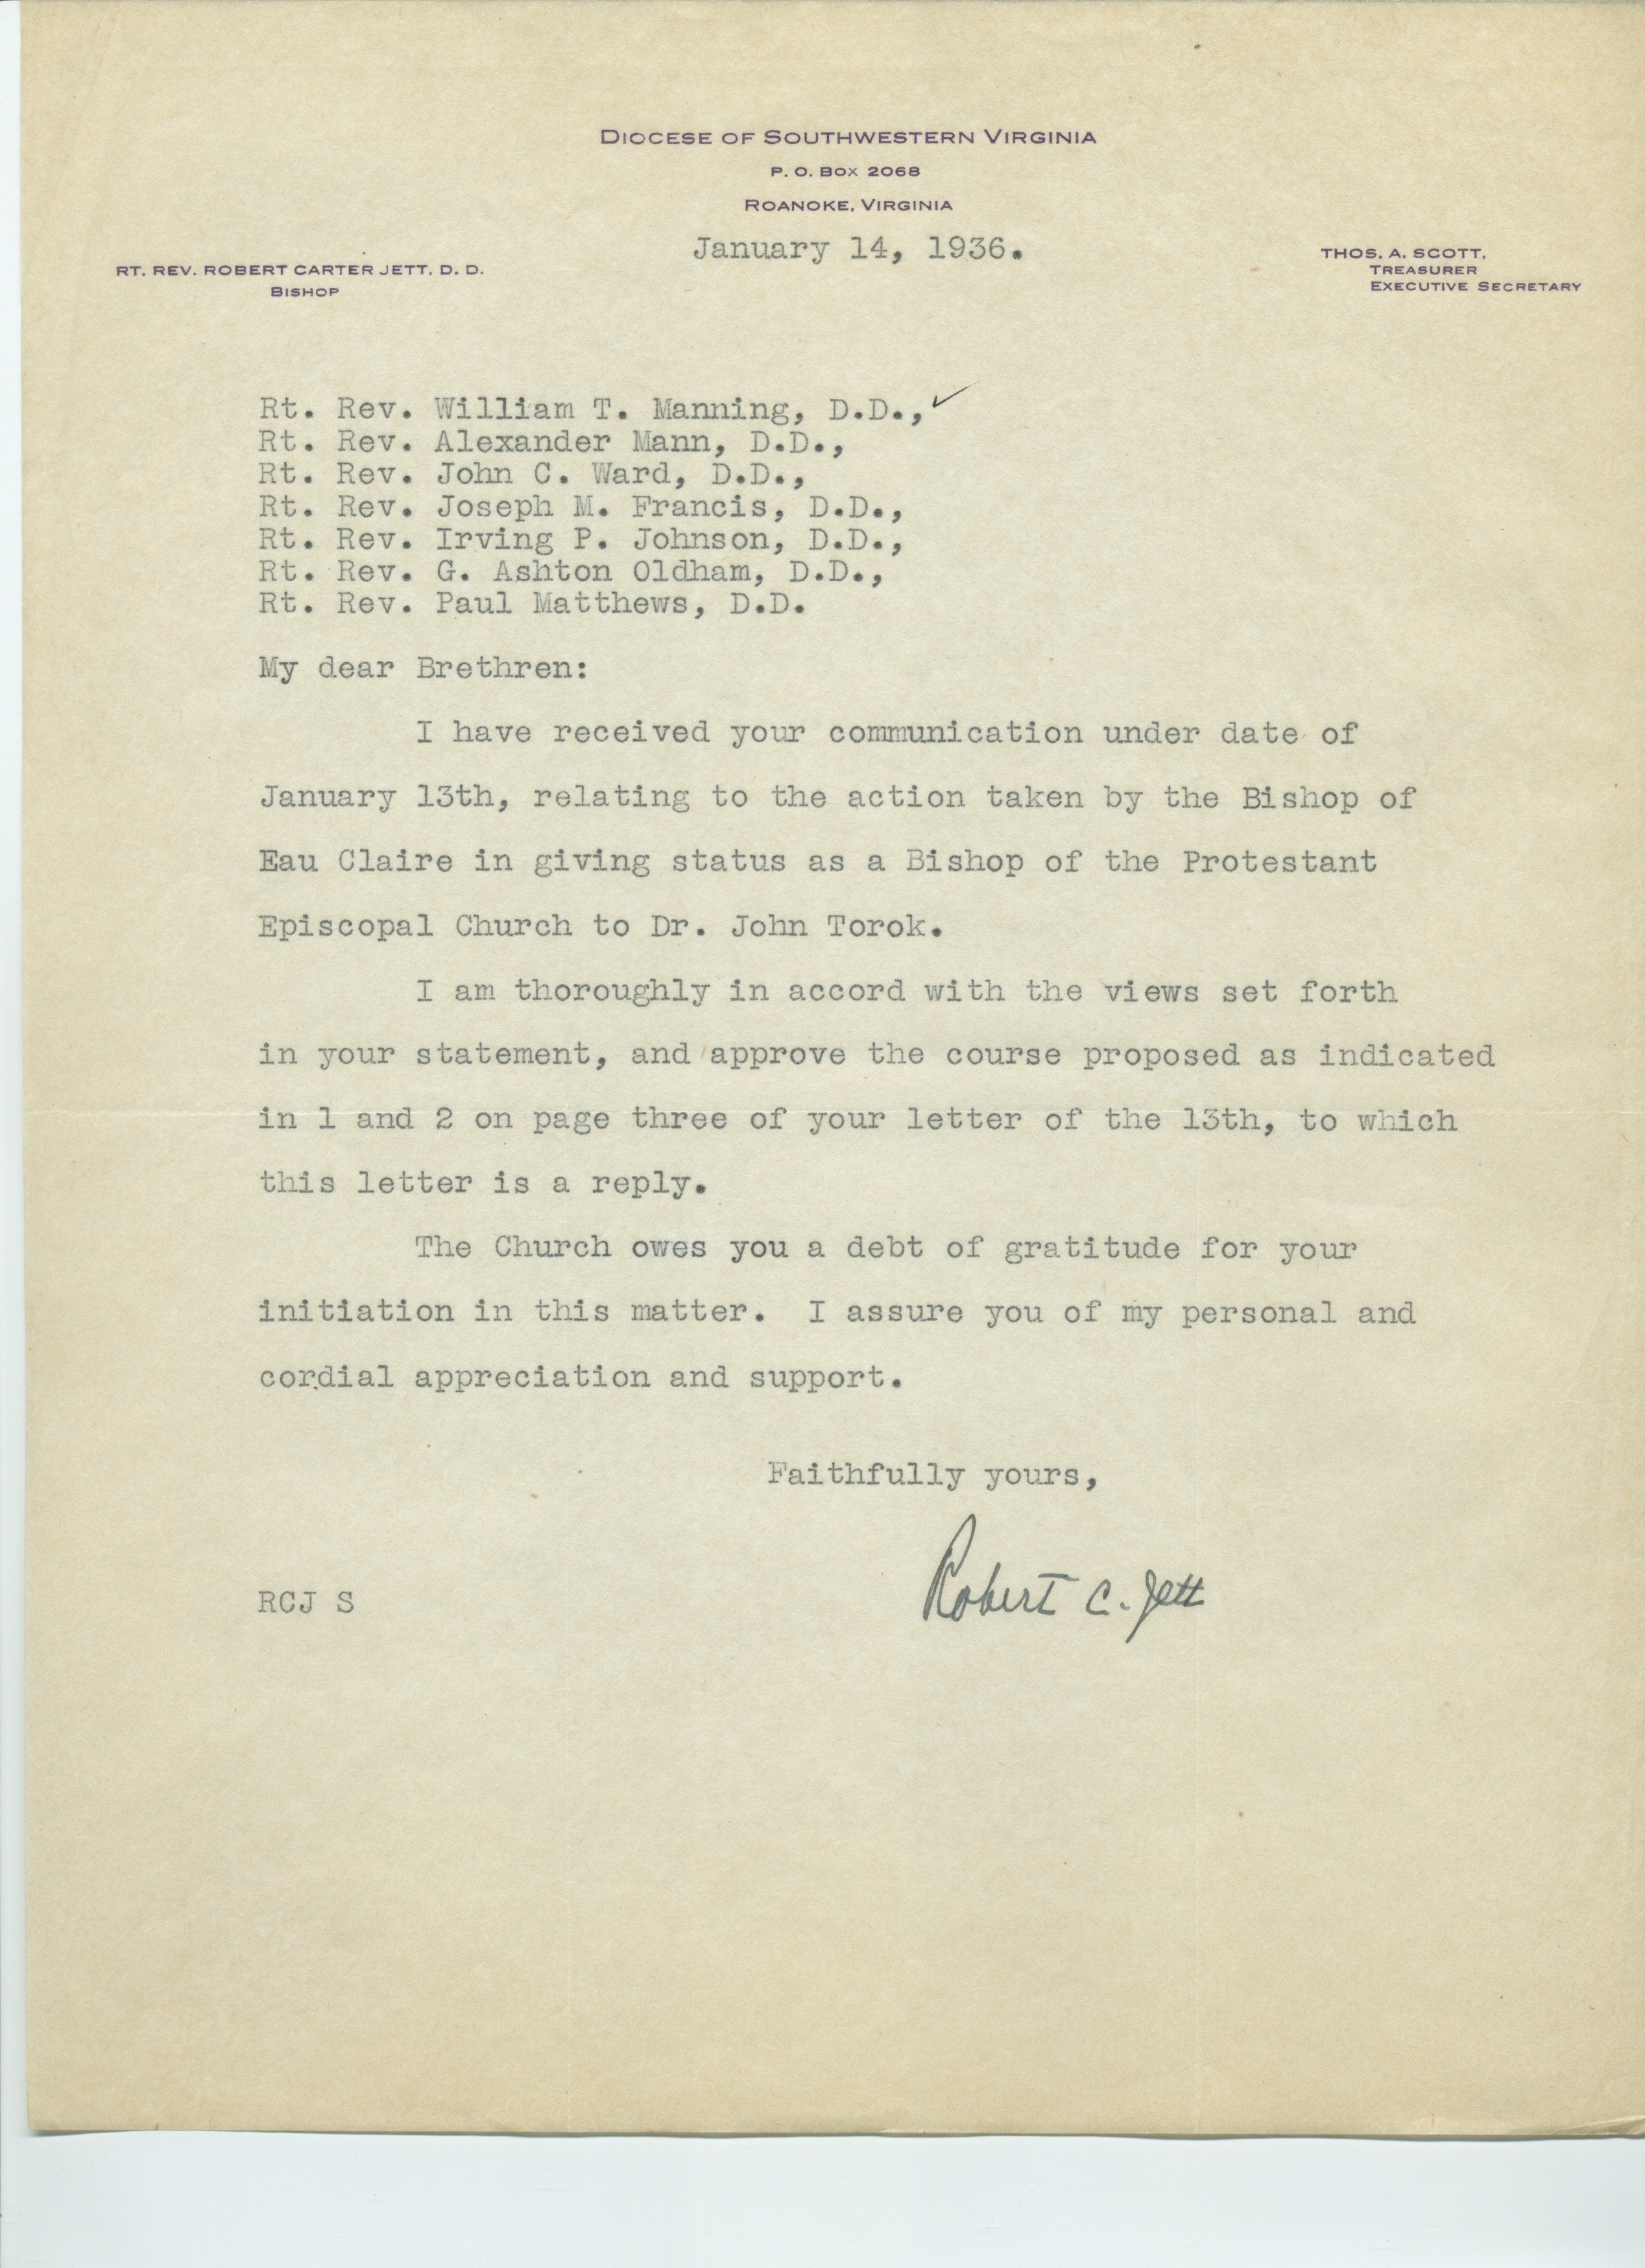 DIOCESE OF SOUTHWESTERN VIRGINIA
P. O. BOX 2068
ROANOKE, VIRGINIA
January 14, 1936.
RT. REV. ROBERT CARTER JETT, D. D.
BISHOP
THOS. A. SCOTT,
TREASURER
EXECUTIVE SECRETARY
Rt. Rev. William T. Manning, D.D.,✓
Rt. Rev. Alexander Mann, D.D.,
Rt. Rev. John C. Ward, D.D.,
Rt. Rev. Joseph M. Francis, D.D.,
Rt. Rev. Irving P. Johnson, D.D.,
Rt. Rev. G. Ashton Oldham, D.D.,
Rt. Rev. Paul Matthews, D.D.
My dear Brethren:
I have received your communication under date of
January 13th, relating to the action taken by the Bishop of
Eau Claire in giving status as a Bishop of the Protestant
Episcopal Church to Dr. John Torok.
I am thoroughly in accord with the views set forth
in your statement, and approve the course proposed as indicated
in 1 and 2 on page three of your letter of the 13th, to which
this letter is a reply.
The Church owes you a debt of gratitude for your
initiation in this matter. I assure you of my personal and
cordial appreciation and support.
Faithfully yours,
Robert C. Jett
RCJ S